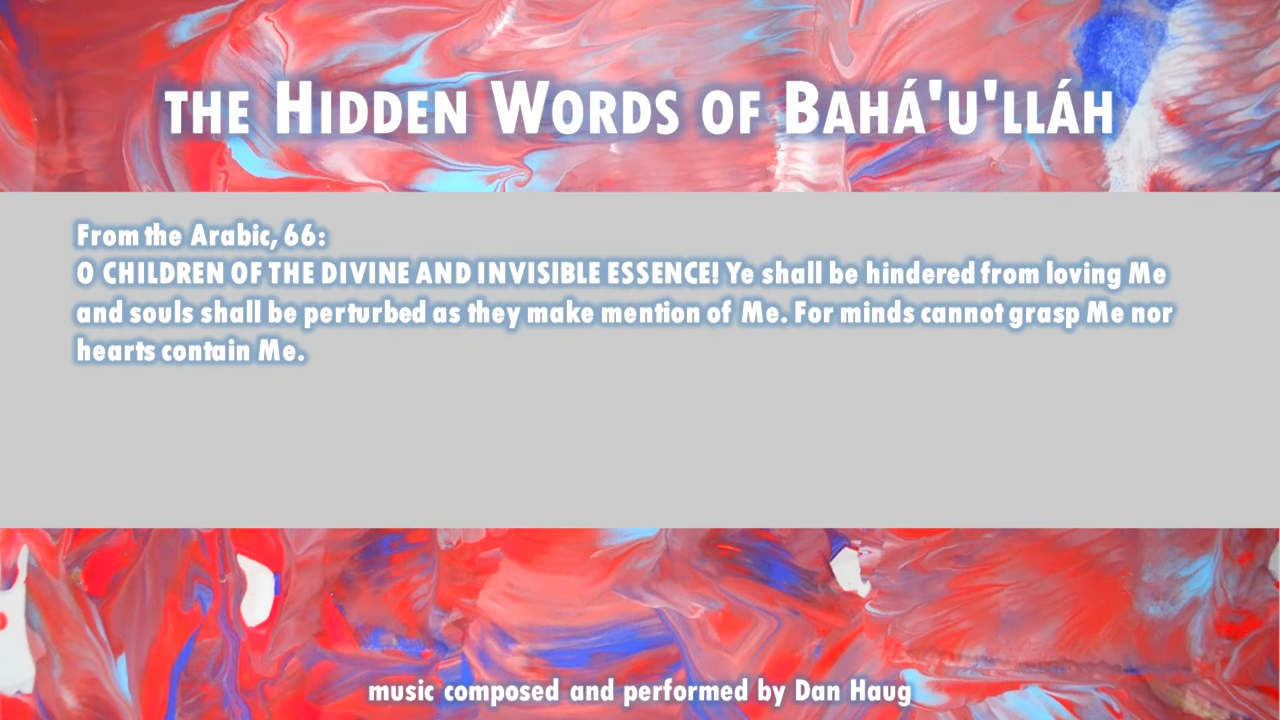 THE HIDDEN WORDS OF BAHÁ'U'LLÁH
From the Arabic, 66:
O CHILDREN OF THE DIVINE AND INVISIBLE ESSENCE! Ye shall be hindered from loving Me
and souls shall be perturbed as they make mention of Me. For minds cannot grasp Me nor
hearts contain Me.
music composed and performed by Dan Haug